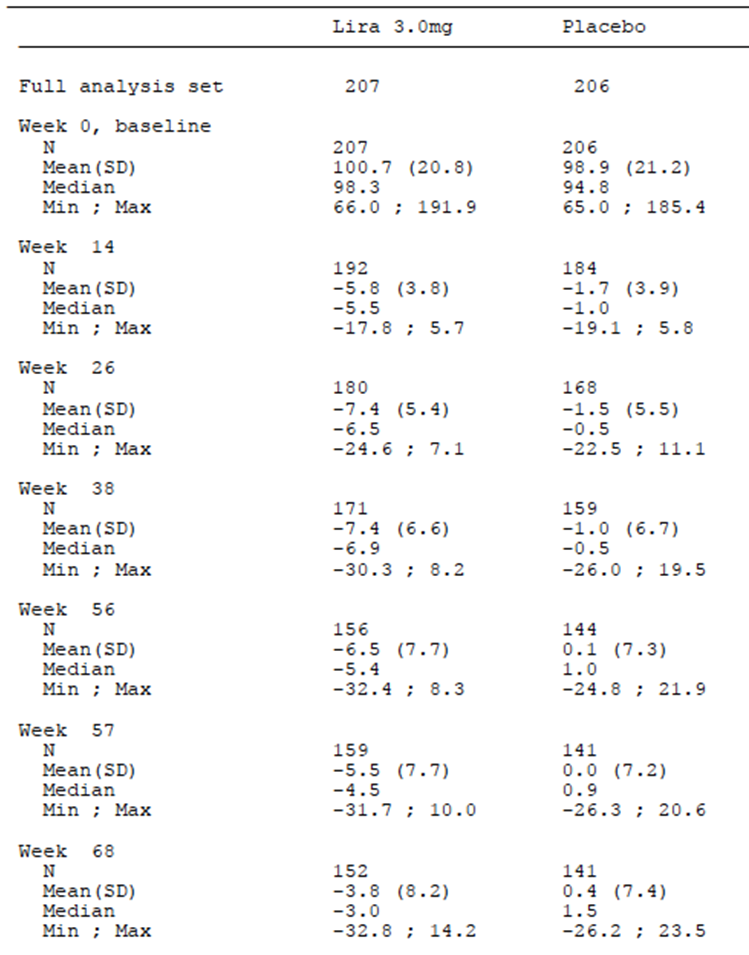 Lira 3.0mg Placebo
Full analysis set 207 206
Week 0, baseline
N 207 206
Mean(SD) 100.7 (20.8) 98.9 (21.2)
Median 98.3 94.8
Min ; Max 66.0 ; 191.9 65.0 ; 185.4
Week 14
N 192 184
Mean(SD) -5.8 (3.8) -1.7 (3.9)
Median -5.5 -1.0
Min ; Max -17.8 ; 5.7 -19.1 ; 5.8
Week 26
N 180 168
Mean(SD) -7.4 (5.4) -1.5 (5.5)
Median -6.5 -0.5
Min ; Max -24.6 ; 7.1 -22.5 ; 11.1
Week 38
N 171 159
Mean(SD) -7.4 (6.6) -1.0 (6.7)
Median -6.9 -0.5
Min ; Max -30.3 ; 8.2 -26.0 ; 19.5
Week 56
N 156 144
Mean(SD) -6.5 (7.7) 0.1 (7.3)
Median -5.4 1.0
Min ; Max -32.4 ; 8.3 -24.8 ; 21.9
Week 57
N 159 141
Mean(SD) -5.5 (7.7) 0.0 (7.2)
Median -4.5 0.9
Min ; Max -31.7 ; 10.0 -26.3 ; 20.6
Week 68
N 152 141
Mean(SD) -3.8 (8.2) 0.4 (7.4)
Median -3.0 1.5
Min ; Max -32.8 ; 14.2 -26.2 ; 23.5